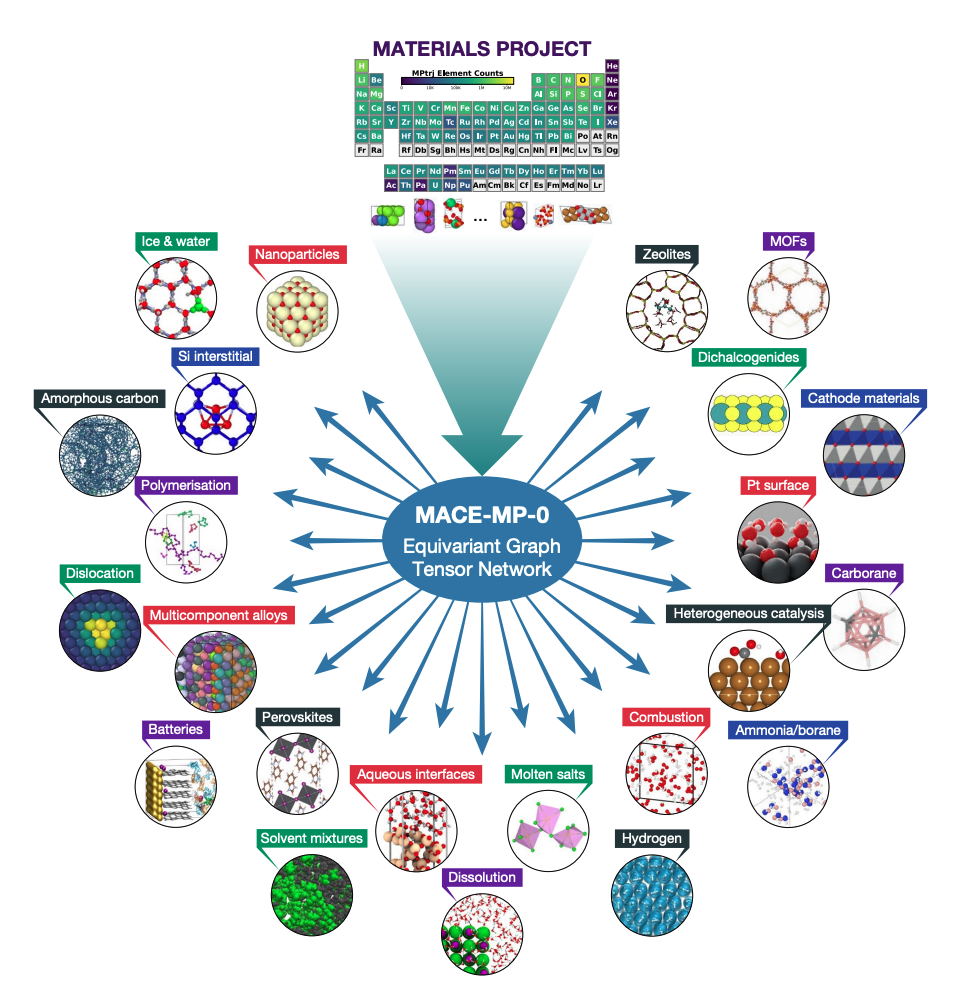 MATERIALS PROJECT
MPtrj Element Counts
0 10k 100k 1M 10M
H He
Li Be B C N O F Ne
Na Mg Al Si P S Cl Ar
K Ca Sc Ti V Cr Mn Fe Co Ni Cu Zn Ga Ge As Se Br Kr
Rb Sr Y Zr Nb Mo Tc Ru Rh Pd Ag Cd In Sn Sb Te I Xe
Cs Ba Hf Ta W Re Os Ir Pt Au Hg Tl Pb Bi Po At Rn
Fr Ra Rf Db Sg Bh Hs Mt Ds Rg Cn Nh Fl Mc Lv Ts Og
La Ce Pr Nd Pm Sm Eu Gd Tb Dy Ho Er Tm Yb Lu
Ac Th Pa U Np Pu Am Cm Bk Cf Es Fm Md No Lr
...
Ice & water
MOFs
Nanoparticles
Zeolites
Si interstitial
Dichalcogenides
Amorphous carbon
Cathode materials
Polymerisation
Pt surface
MACE-MP-0
Equivariant Graph
Tensor Network
Dislocation
Carborane
Multicomponent alloys
Heterogeneous catalysis
Batteries
Perovskites
Combustion
Ammonia/borane
Aqueous interfaces
Molten salts
Solvent mixtures
Hydrogen
Dissolution